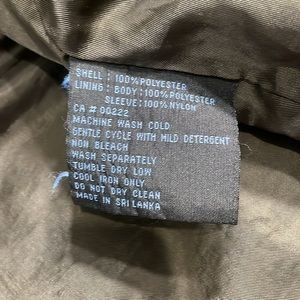 SHELL : 100% POLYESTER
LINING : BODY : 100% POLYESTER
SLEEVE : 100% NYLON
CA # 00222
MACHINE WASH COLD
GENTLE CYCLE WITH MILD DETERGENT
NON BLEACH
WASH SEPARATELY
TUMBLE DRY LOW
COOL IRON ONLY
DO NOT DRY CLEAN
MADE IN SRI LANKA